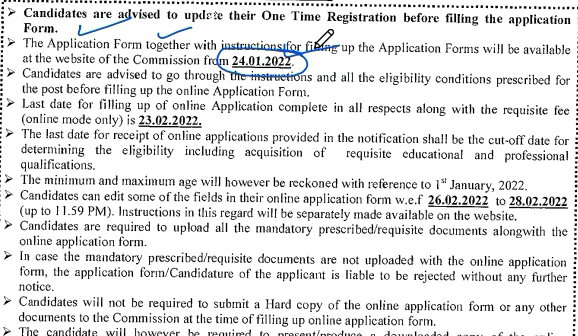 ➢ Candidates are advised to update their One Time Registration before filling the application
Form.
➢ The Application Form together with instructions for filling up the Application Forms will be available
at the website of the Commission from 24.01.2022.
➢ Candidates are advised to go through the instructions and all the eligibility conditions prescribed for
the post before filling up the online Application Form.
➢ Last date for filling up of online Application complete in all respects along with the requisite fee
(online mode only) is 23.02.2022.
➢ The last date for receipt of online applications provided in the notification shall be the cut-off date for
determining the eligibility including acquisition of requisite educational and professional
qualifications.
➢ The minimum and maximum age will however be reckoned with reference to 1st January, 2022.
➢ Candidates can edit some of the fields in their online application form w.e.f 26.02.2022 to 28.02.2022
(up to 11.59 PM). Instructions in this regard will be separately made available on the website.
➢ Candidates are required to upload all the mandatory prescribed/requisite documents alongwith the
online application form.
➢ In case the mandatory prescribed/requisite documents are not uploaded with the online application
form, the application form/Candidature of the applicant is liable to be rejected without any further
notice.
➢ Candidates will not be required to submit a Hard copy of the online application form or any other
documents to the Commission at the time of filling up online application form.
➢ The candidate will however be required to present/produce a downloaded copy of the